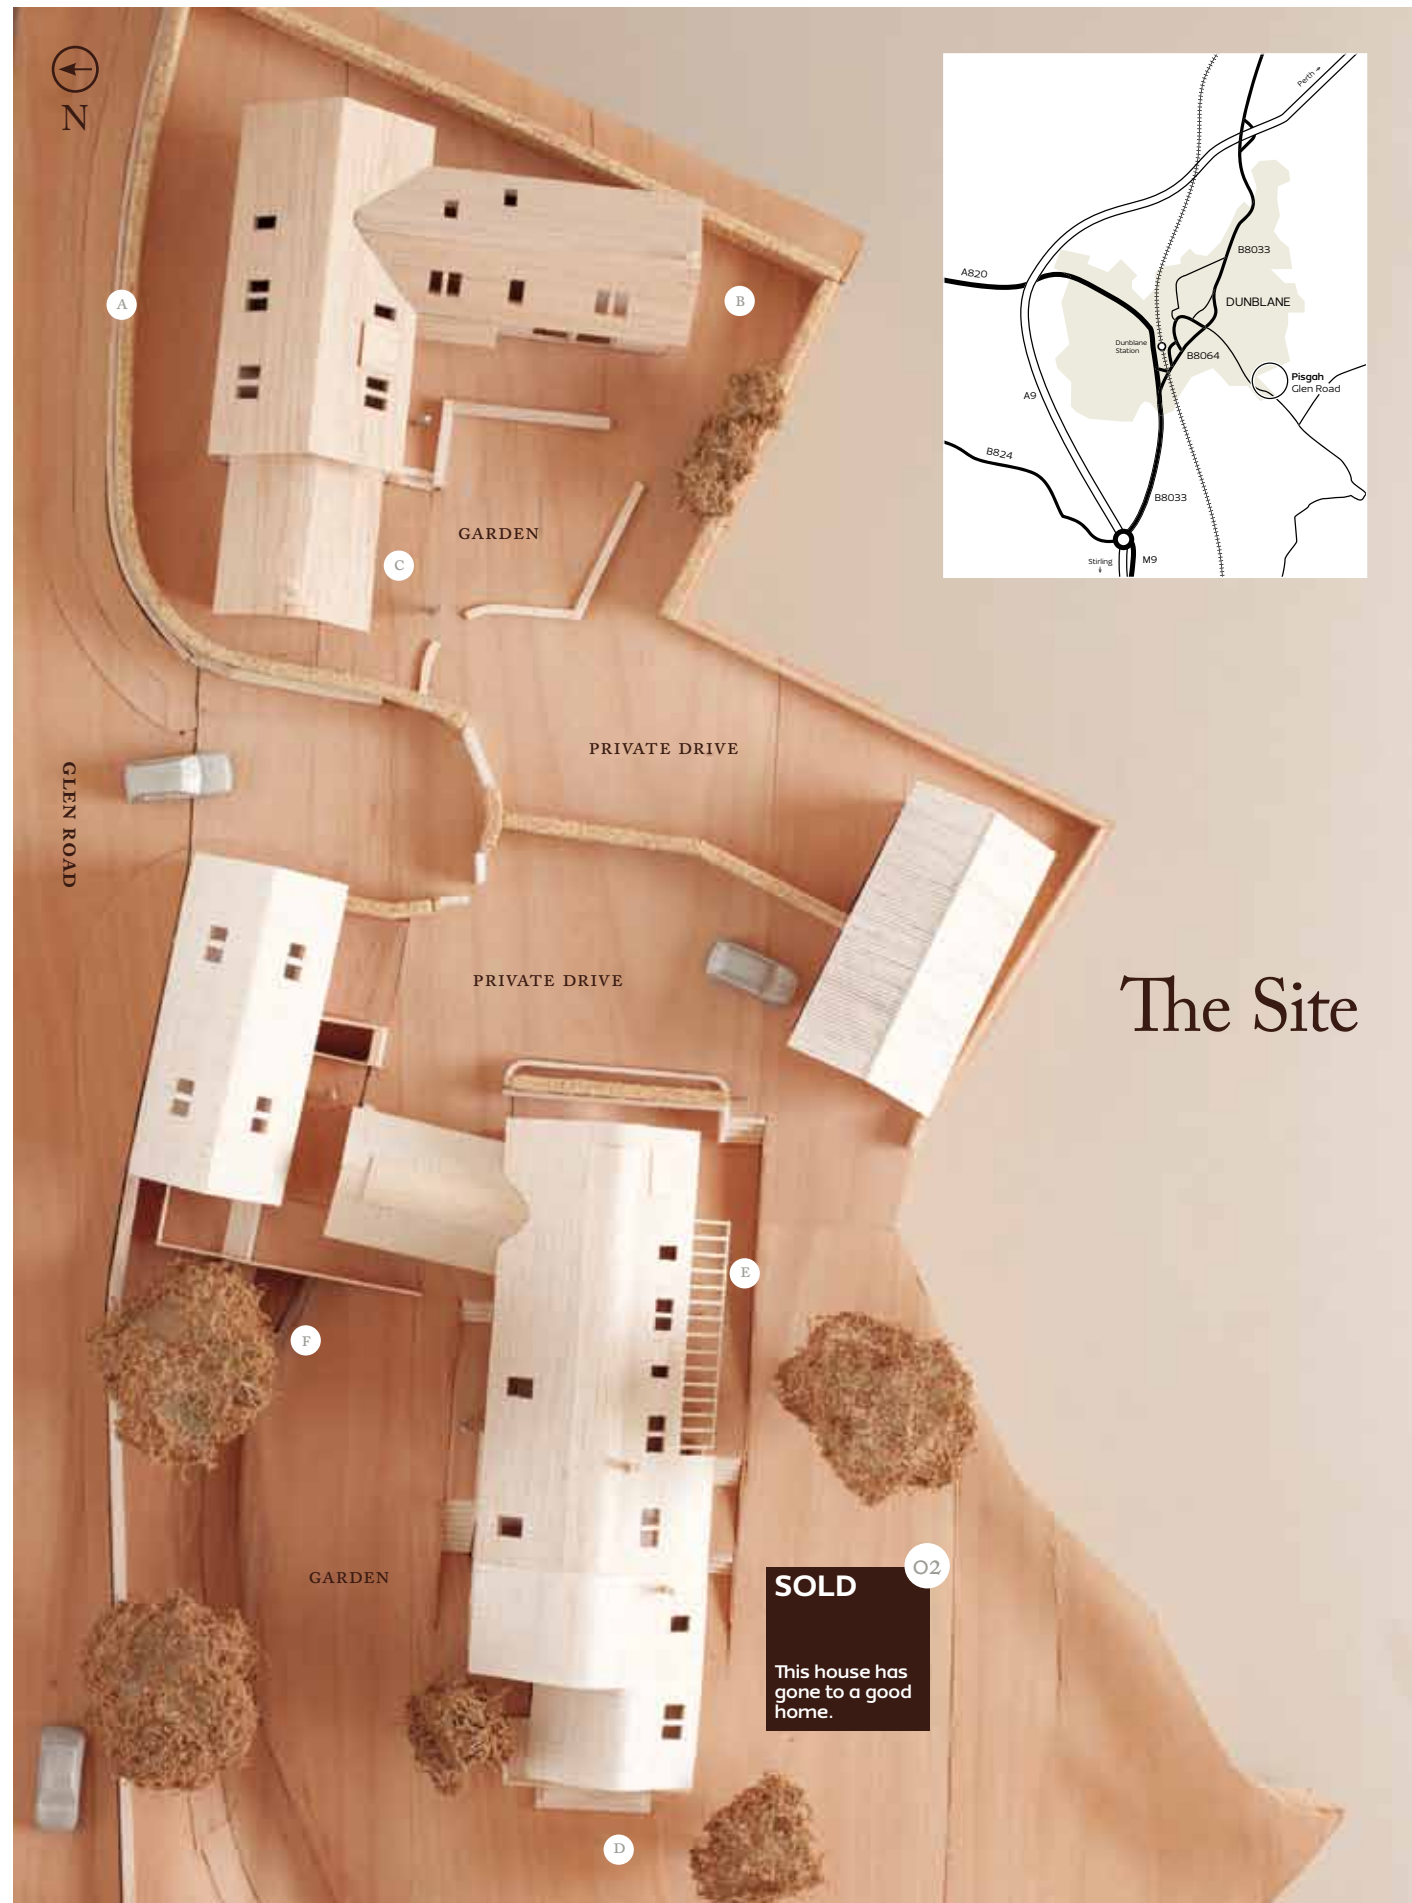 N
Perth
B8033
A820
DUNBLANE
Dunblane
Station
B8064
Pisgah
Glen Road
A9
B824
B8033
Stirling
M9
A
B
GARDEN
C
PRIVATE DRIVE
GLEN ROAD
PRIVATE DRIVE
The Site
E
F
GARDEN
02
SOLD
This house has
gone to a good
home.
D